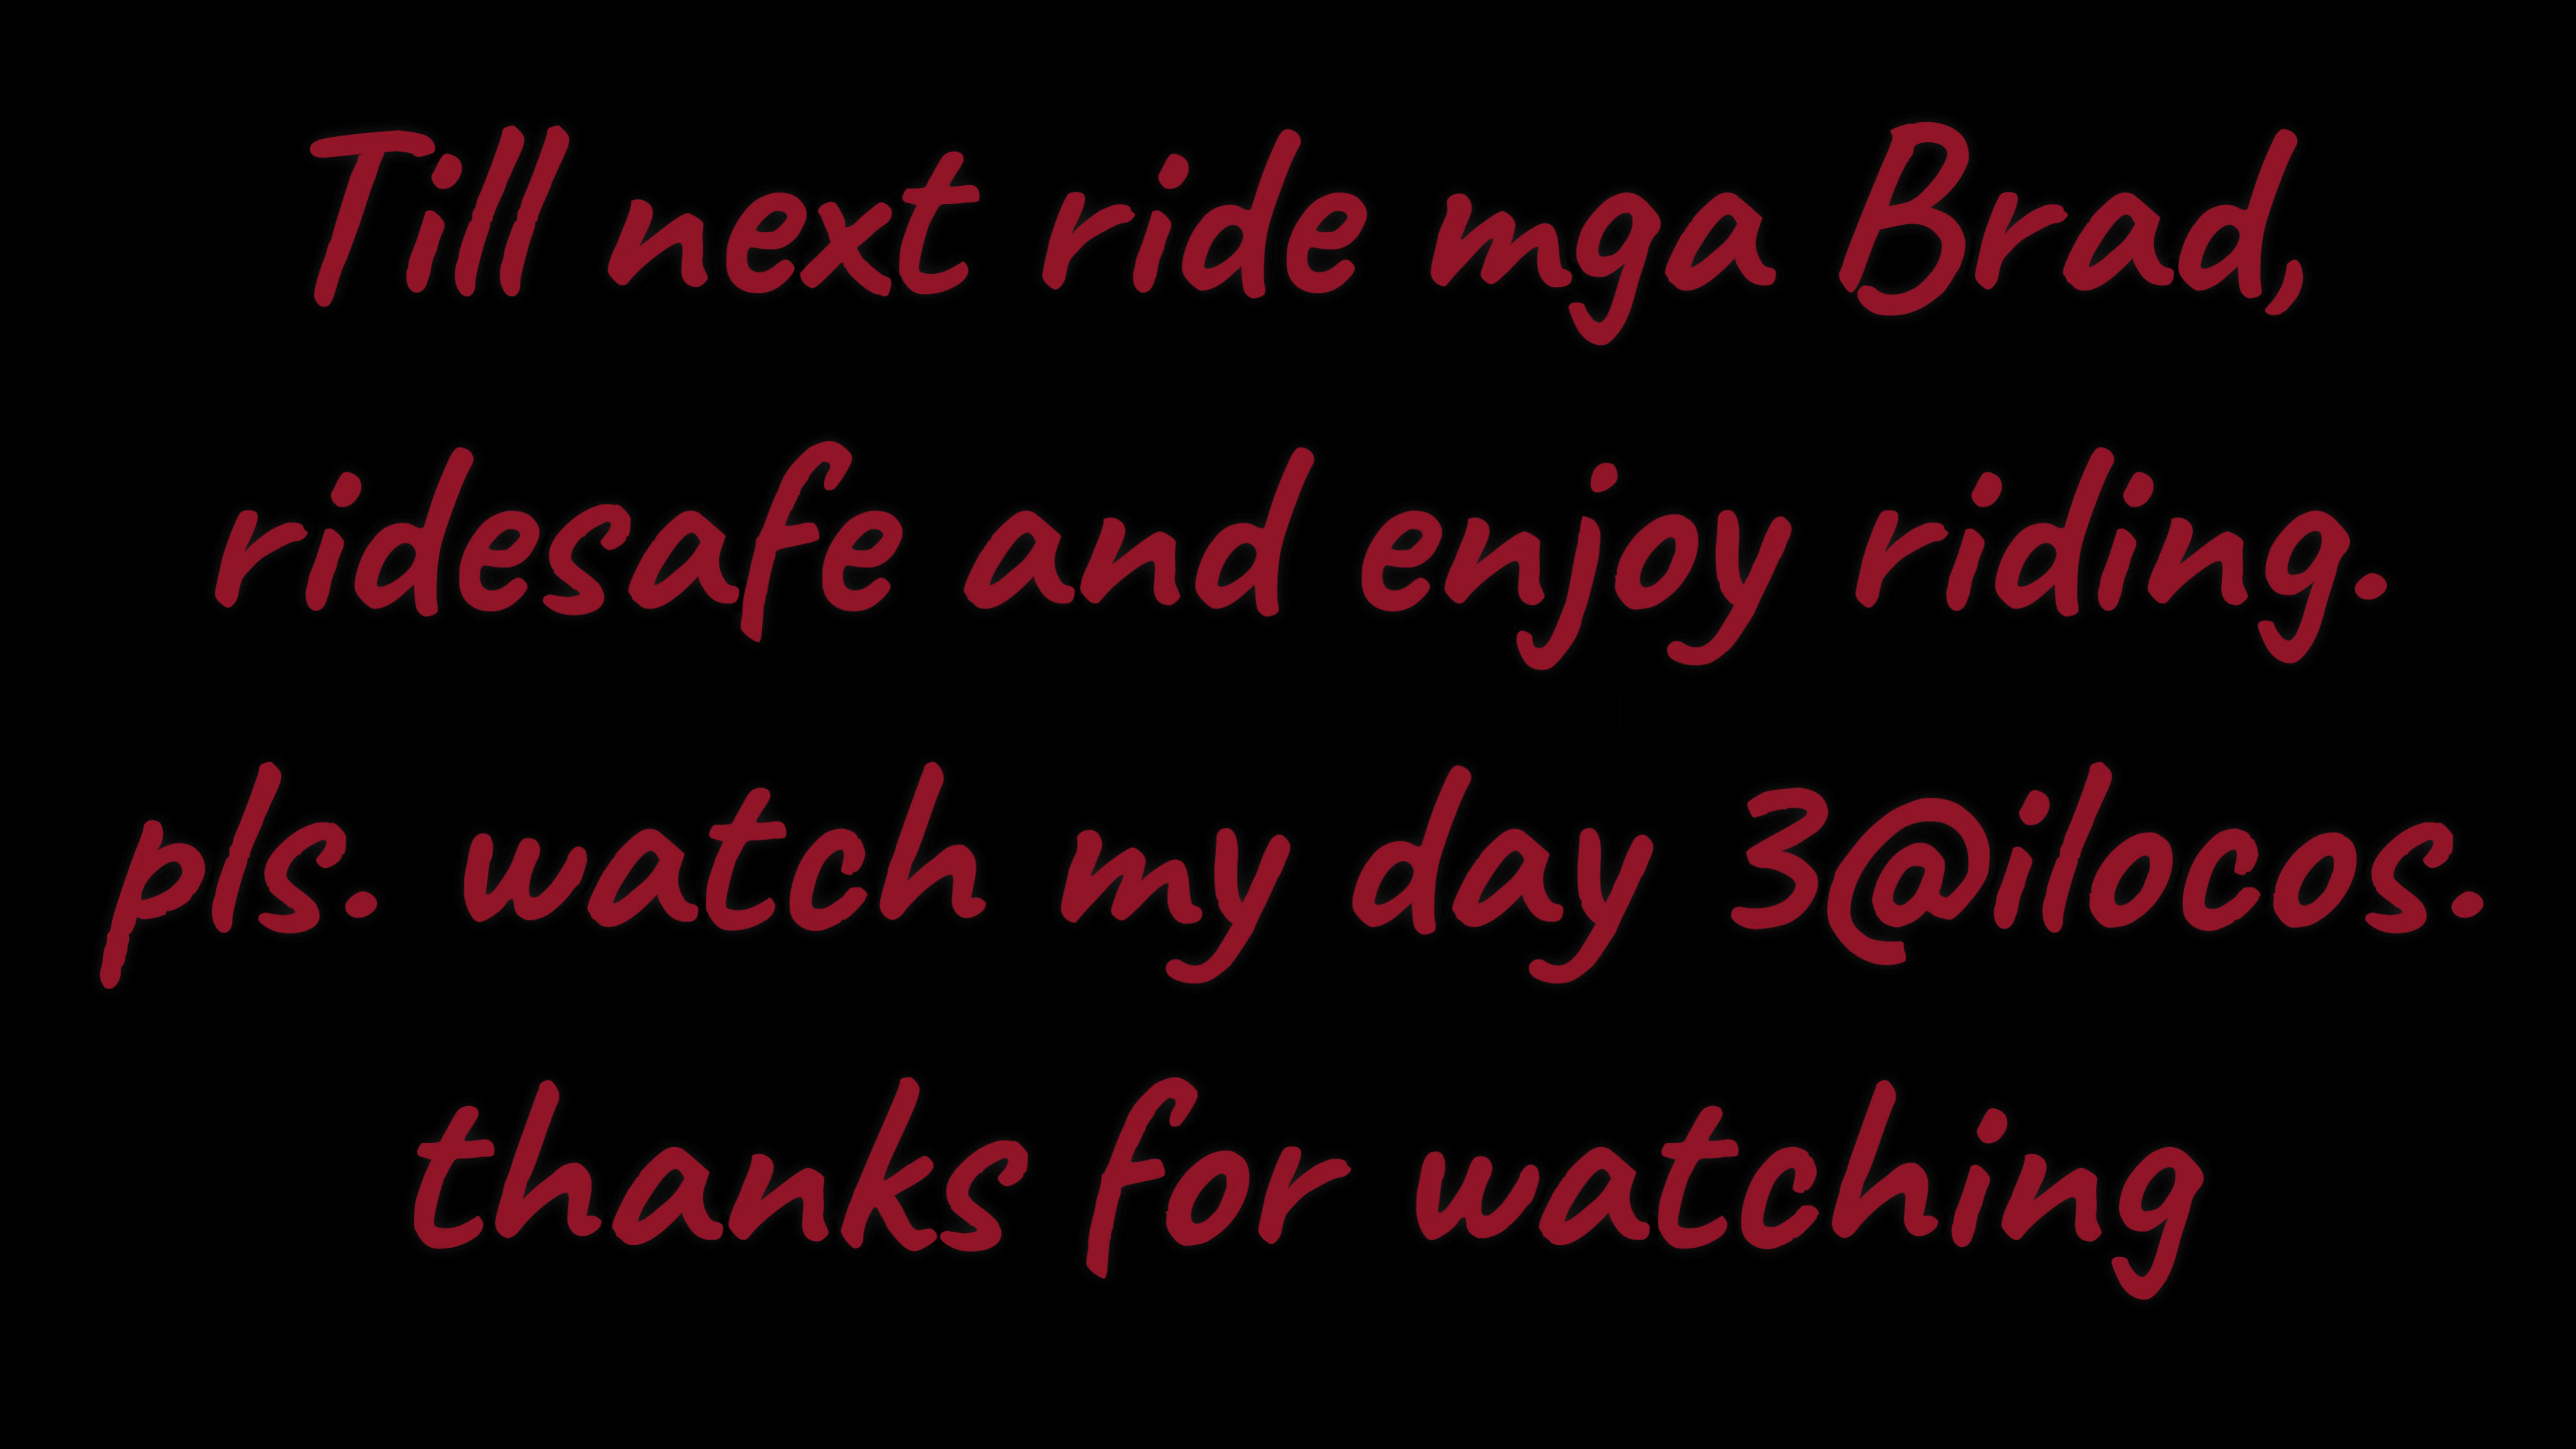 Till next ride mga Brad,
ridesafe and enjoy riding.
pls. watch my day 3@ilocos.
thanks for watching